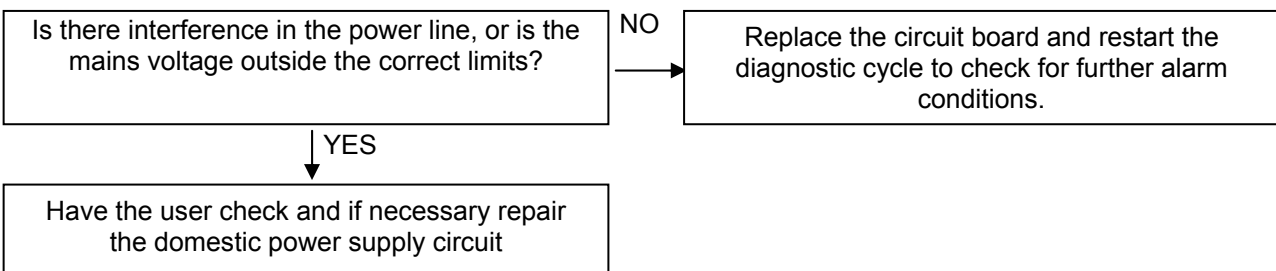 Is there interference in the power line, or is the
mains voltage outside the correct limits?
NO
Replace the circuit board and restart the
diagnostic cycle to check for further alarm
conditions.
YES
Have the user check and if necessary repair
the domestic power supply circuit